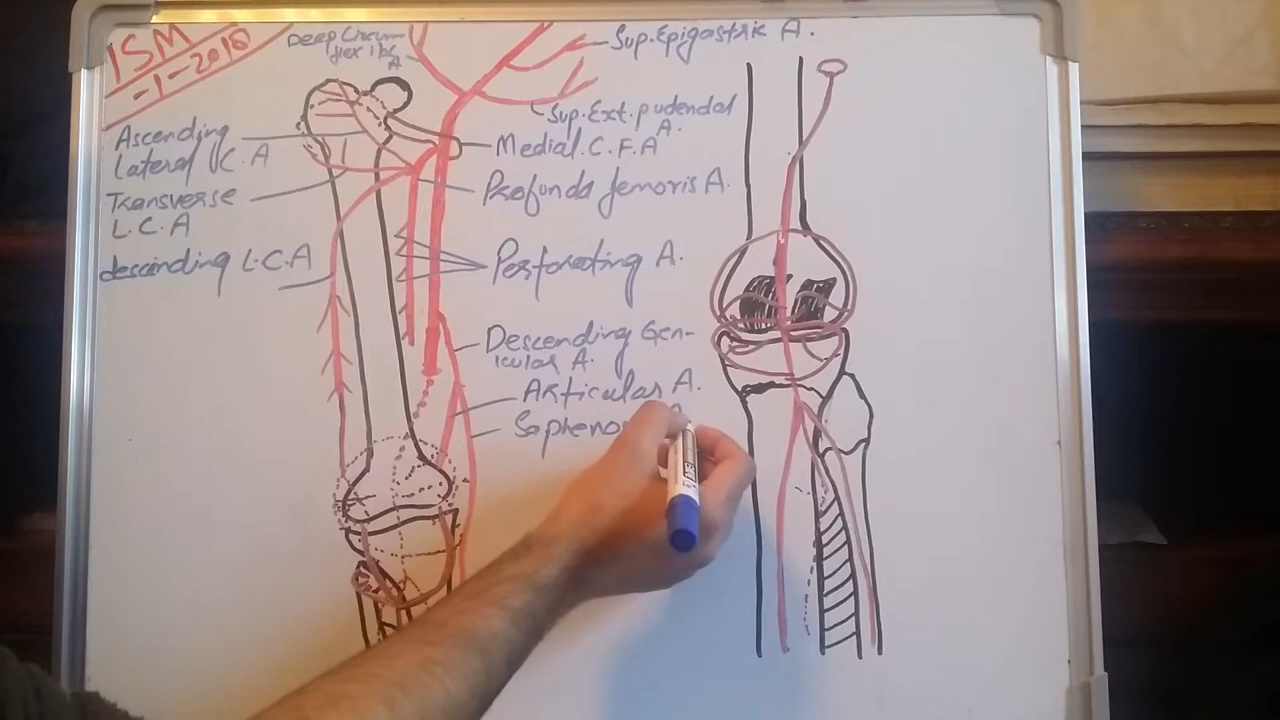 ISM
-1-2018
Deep Circum-
flex
A
Sup.Epigastric A.
Sup.Ext.pudendal
A.
Medial.C.F.A
Profunda femoris A.
Ascending
Lateral C.A
Transverse
L.C.A
descending L.C.A
Perforating A.
Descending Gen-
icular A.
Articular A.